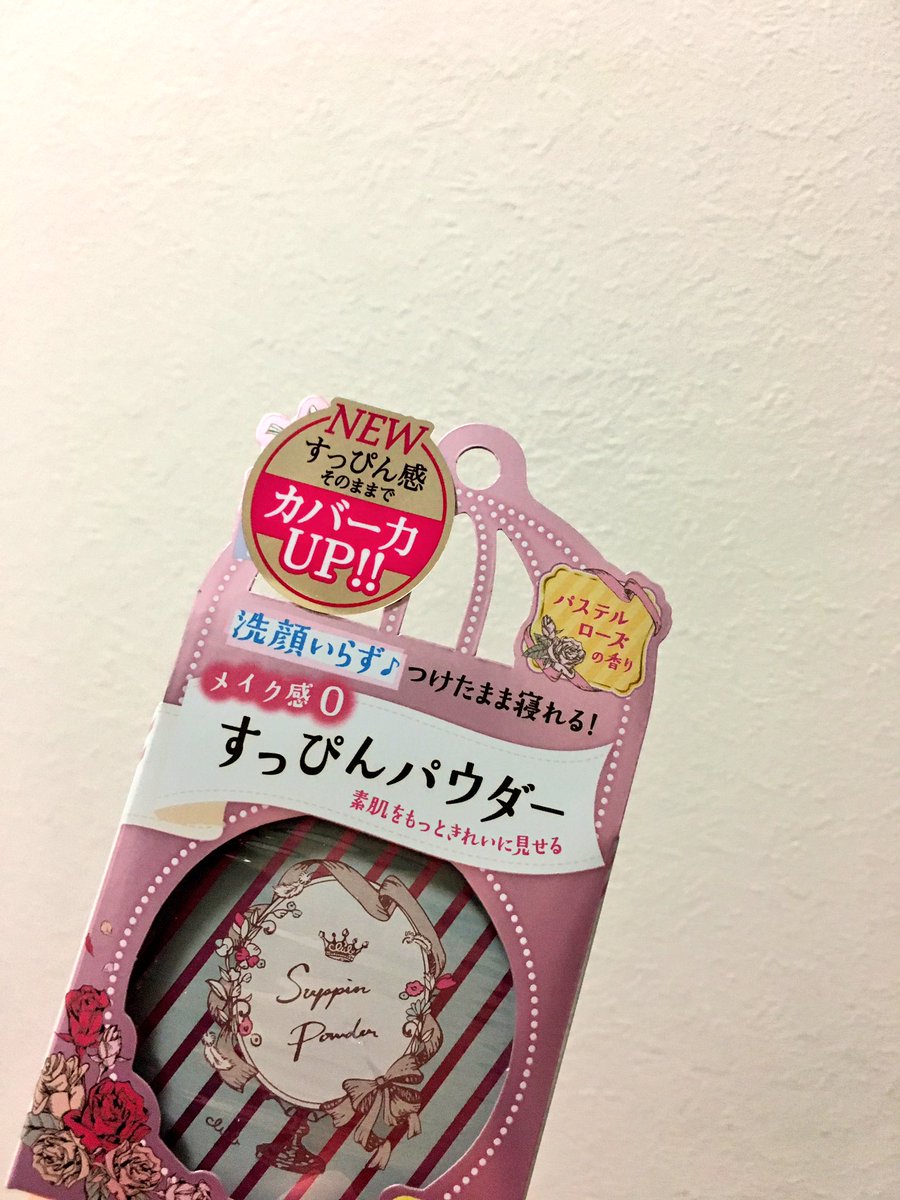 NEW
すっぴん感
そのままで
カバー力
UP!!
パステル
ローズ
の香り
洗顔いらず♪
つけたまま寝れる!
メイク感0
すっぴんパウダー
素肌をもっときれいに見せる
Suppin
Powder
club